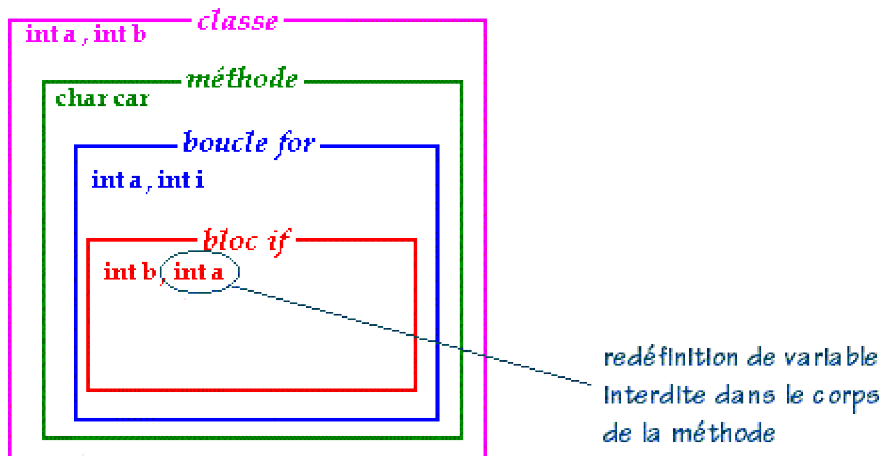 classe
int a , int b
méthode
char car
boucle for
int a , int i
bloc if
int b , int a
redéfinition de variable
interdite dans le corps
de la méthode